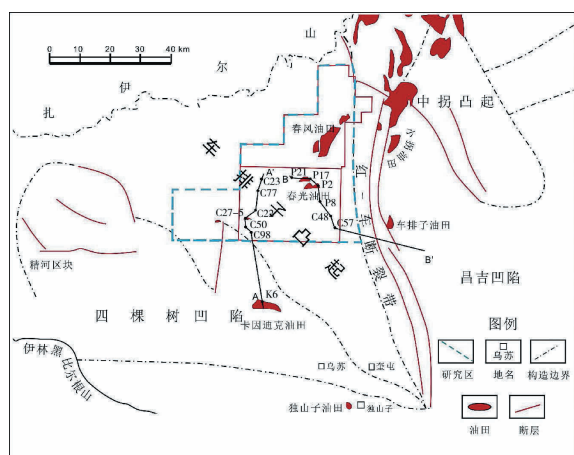 0 10 20 30 40 km
扎 伊 尔 山
中拐凸起
春风油田
车排子凸起
A'
C23
C77
B
P21
P17
P2
春光油田
P8
C48
C57
C27-5
C22
C50
C98
红-车断裂带
车排子油田
B'
精河区块
昌吉凹陷
A
K6
四棵树凹陷
卡因迪克油田
伊林黑
比尔根山
乌苏
奎屯
独山子油田
独山子
图例
乌苏
研究区
地名
构造边界
油田
断层